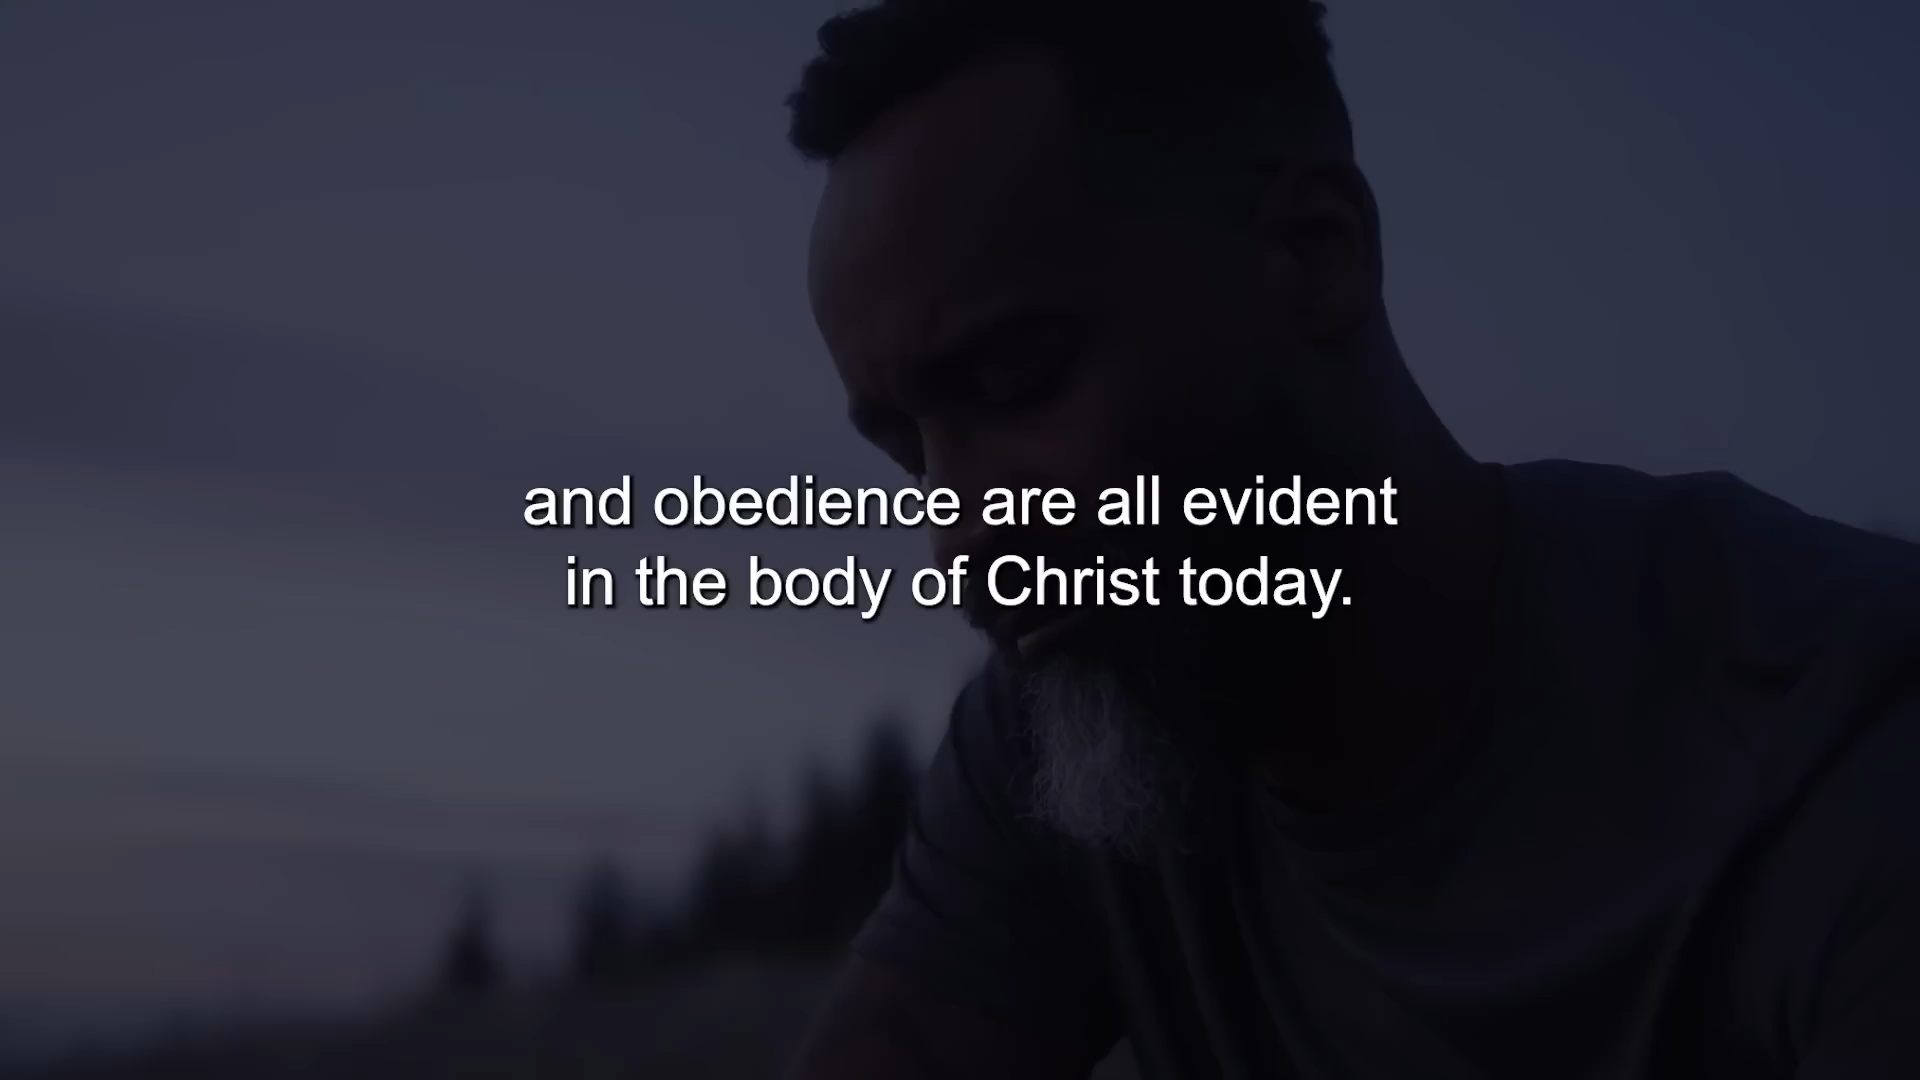 and obedience are all evident
in the body of Christ today.